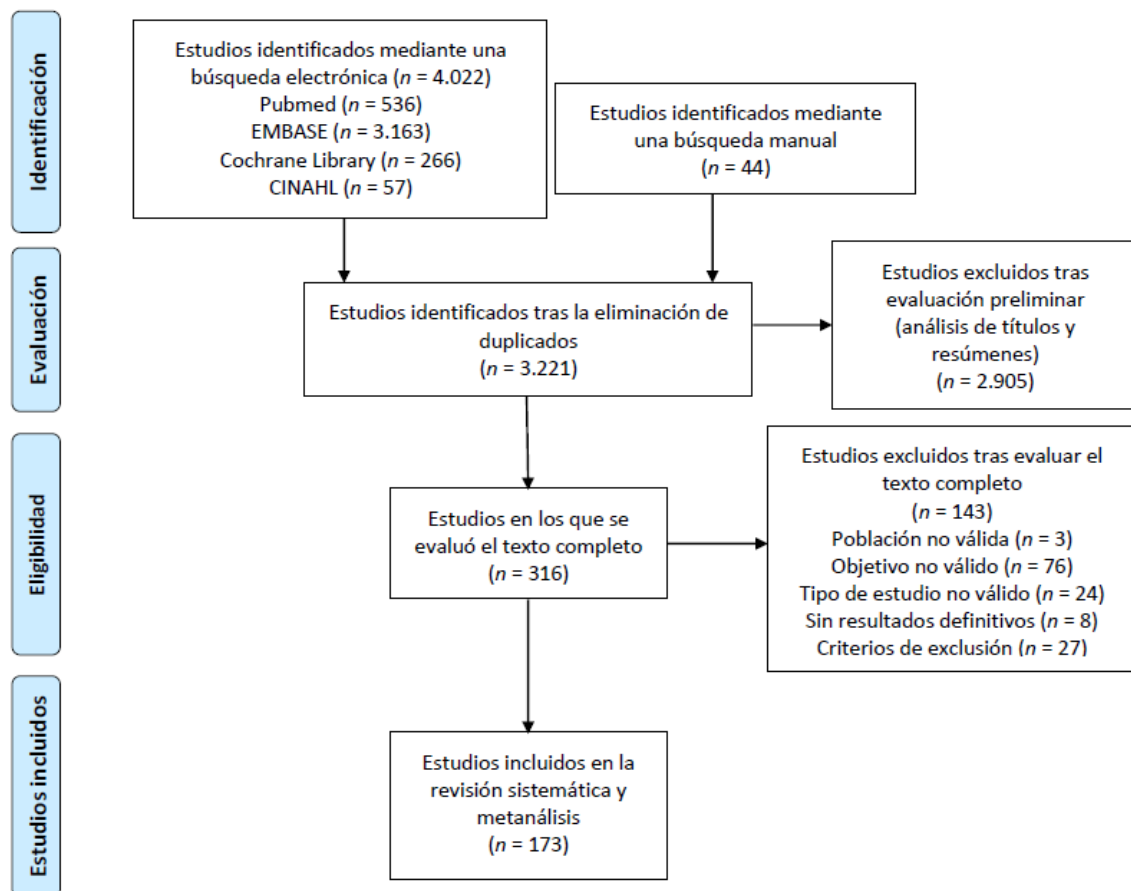 Identificación
Estudios identificados mediante una
búsqueda electrónica (n = 4.022)
Pubmed (n = 536)
EMBASE (n = 3.163)
Cochrane Library (n = 266)
CINAHL (n = 57)
Estudios identificados mediante
una búsqueda manual
(n = 44)
Evaluación
Estudios identificados tras la eliminación de
duplicados
(n = 3.221)
Estudios excluidos tras
evaluación preliminar
(análisis de títulos y
resúmenes)
(n = 2.905)
Eligibilidad
Estudios en los que se
evaluó el texto completo
(n = 316)
Estudios excluidos tras evaluar el
texto completo
(n = 143)
Población no válida (n = 3)
Objetivo no válido (n = 76)
Tipo de estudio no válido (n = 24)
Sin resultados definitivos (n = 8)
Criterios de exclusión (n = 27)
Estudios incluidos
Estudios incluidos en la
revisión sistemática y
metanálisis
(n = 173)